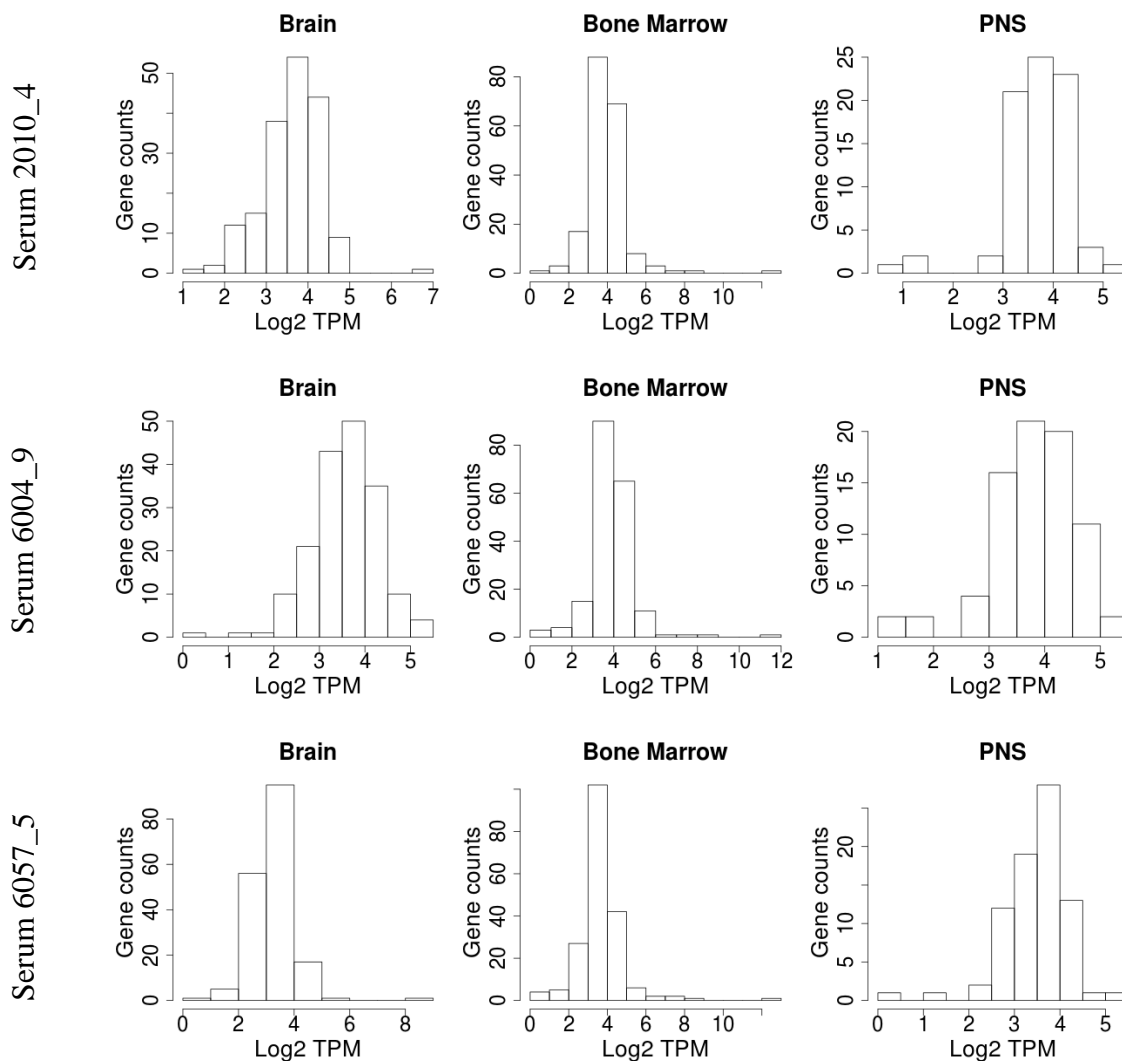 Brain
Bone Marrow
PNS
Serum 2010_4
Gene counts
0 10 30 50
1 2 3 4 5 6 7
Log2 TPM
Gene counts
0 20 40 60 80
0 2 4 6 8 10
Log2 TPM
Gene counts
0 5 10 15 20 25
1 2 3 4 5
Log2 TPM
Brain
Bone Marrow
PNS
Serum 6004_9
Gene counts
0 10 20 30 40 50
0 1 2 3 4 5
Log2 TPM
Gene counts
0 20 40 60 80
0 2 4 6 8 10 12
Log2 TPM
Gene counts
0 5 10 15 20
1 2 3 4 5
Log2 TPM
Brain
Bone Marrow
PNS
Serum 6057_5
Gene counts
0 20 40 60 80
0 2 4 6 8
Log2 TPM
Gene counts
0 20 40 60 80
0 2 4 6 8 10
Log2 TPM
Gene counts
0 5 10 20
0 1 2 3 4 5
Log2 TPM